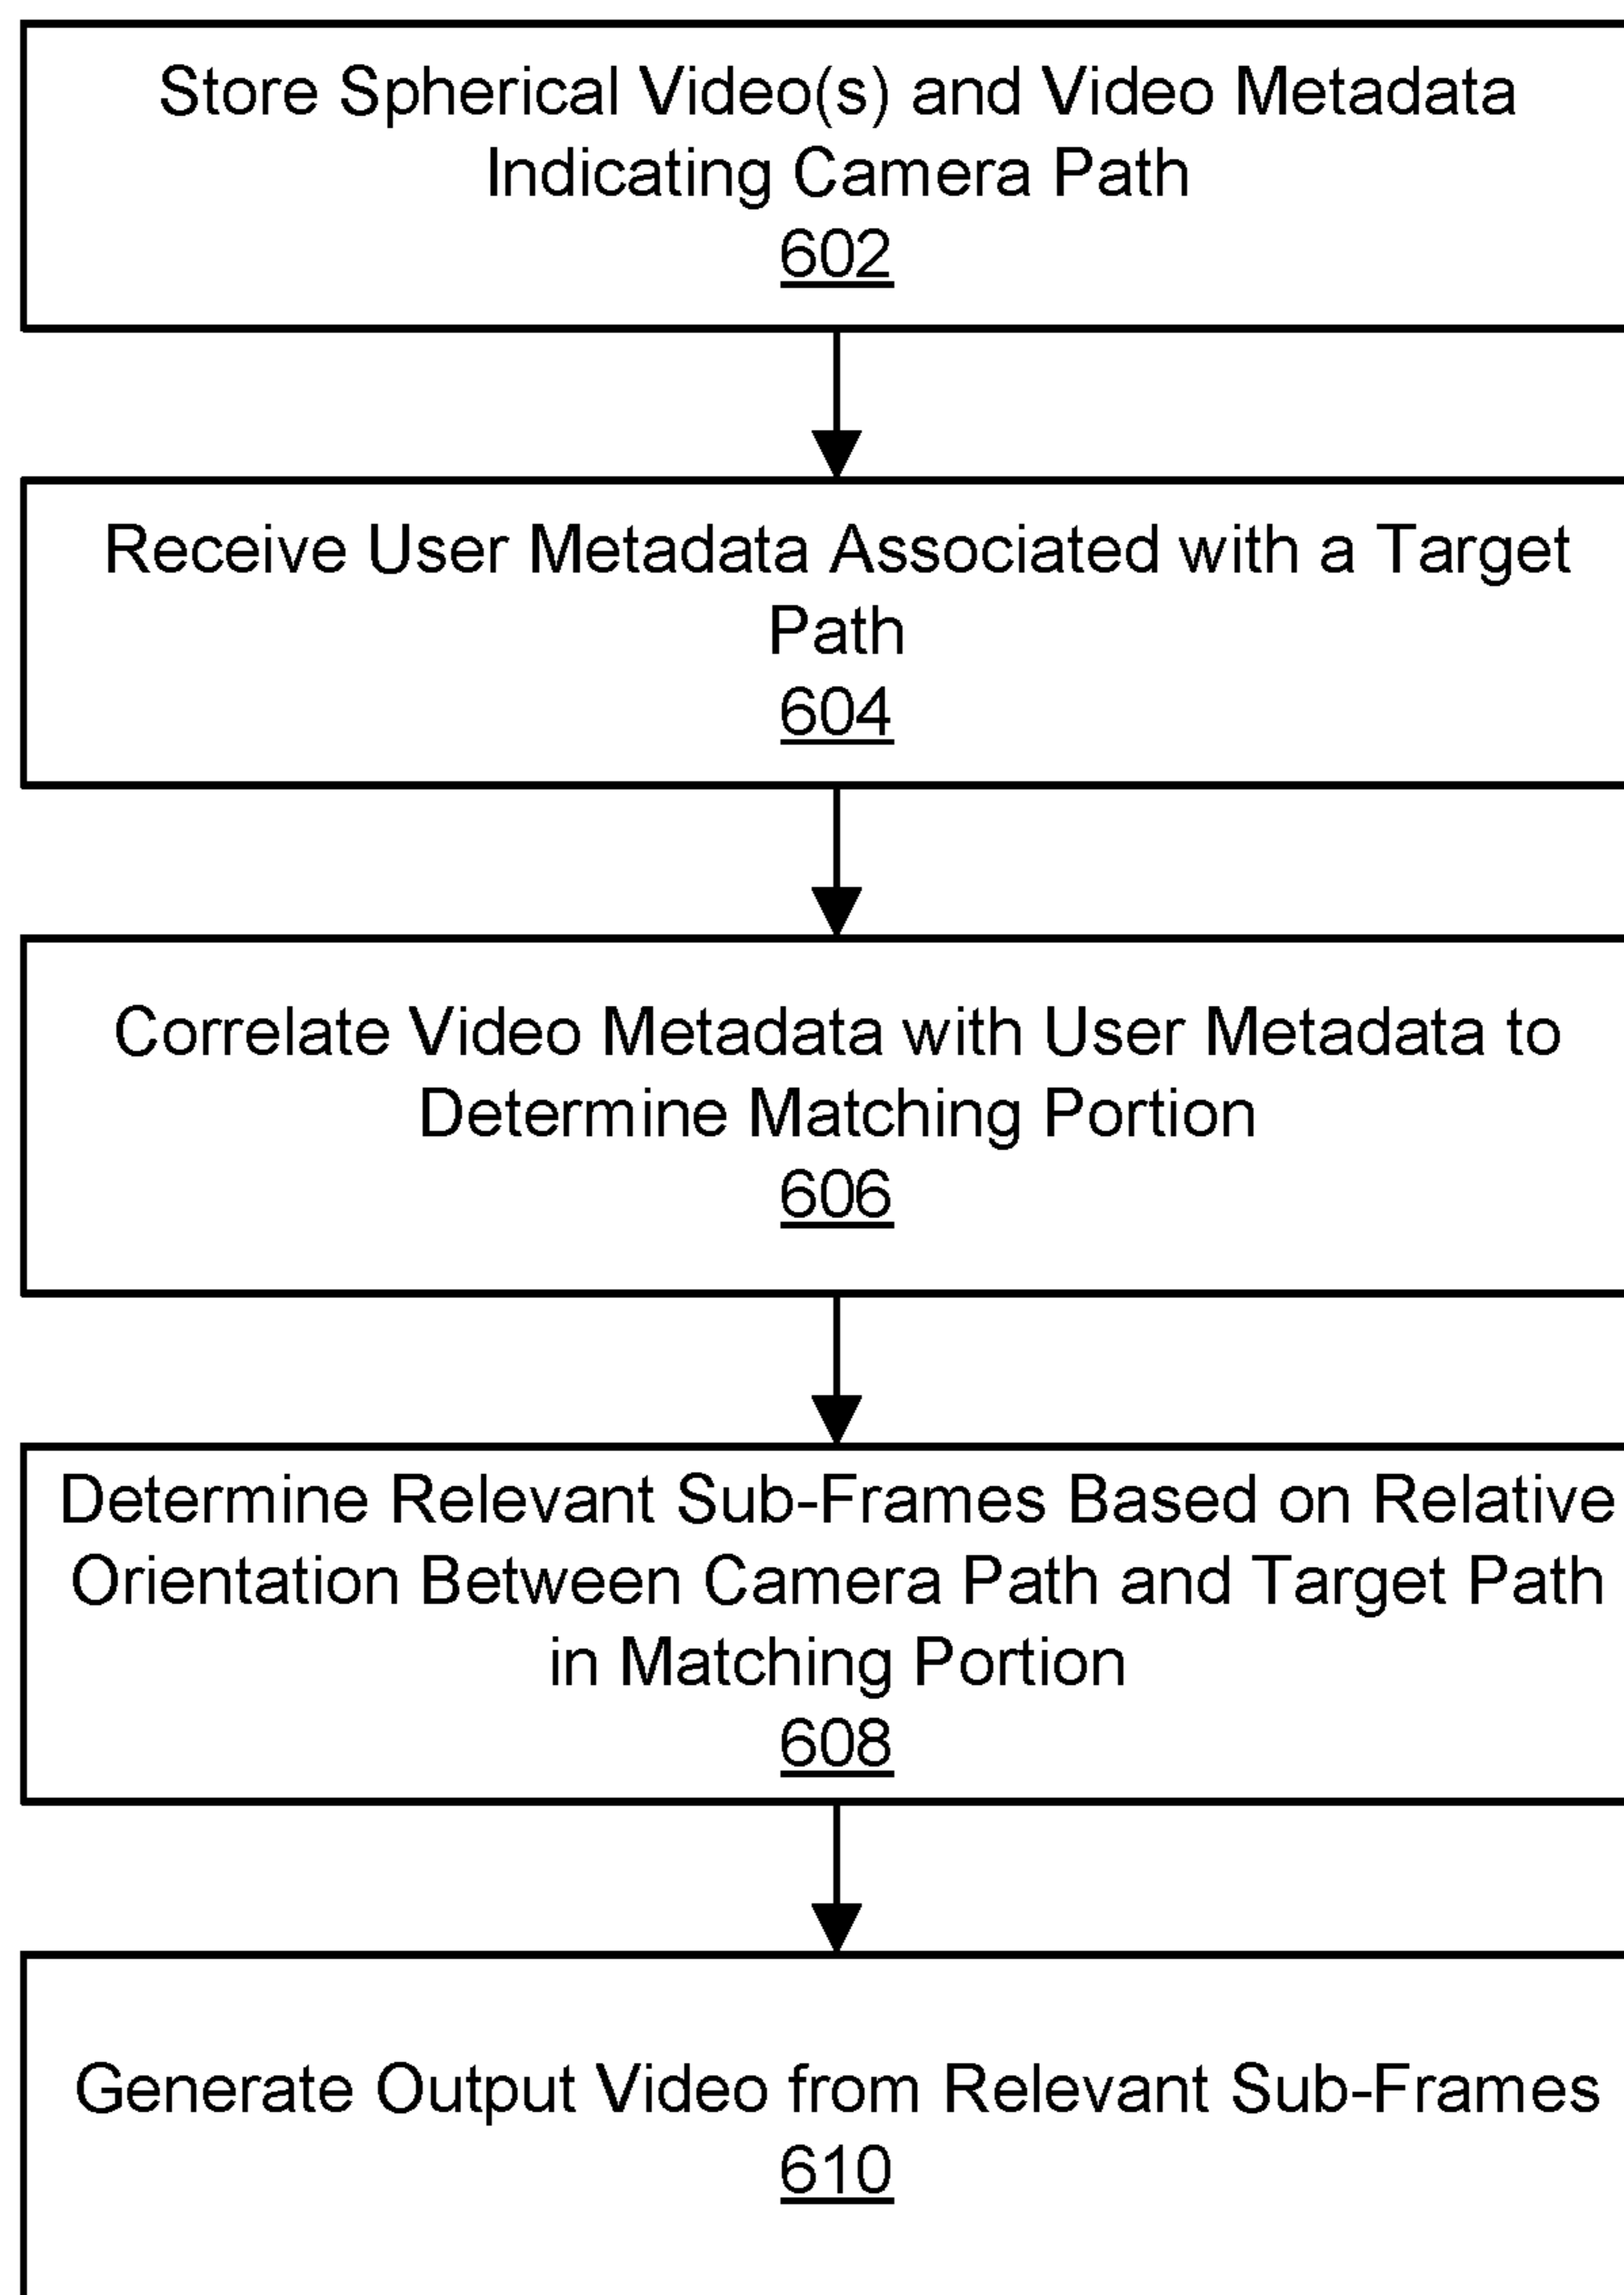 Store Spherical Video(s) and Video Metadata
Indicating Camera Path
602
Receive User Metadata Associated with a Target
Path
604
Correlate Video Metadata with User Metadata to
Determine Matching Portion
606
Determine Relevant Sub-Frames Based on Relative
Orientation Between Camera Path and Target Path
in Matching Portion
608
Generate Output Video from Relevant Sub-Frames
610